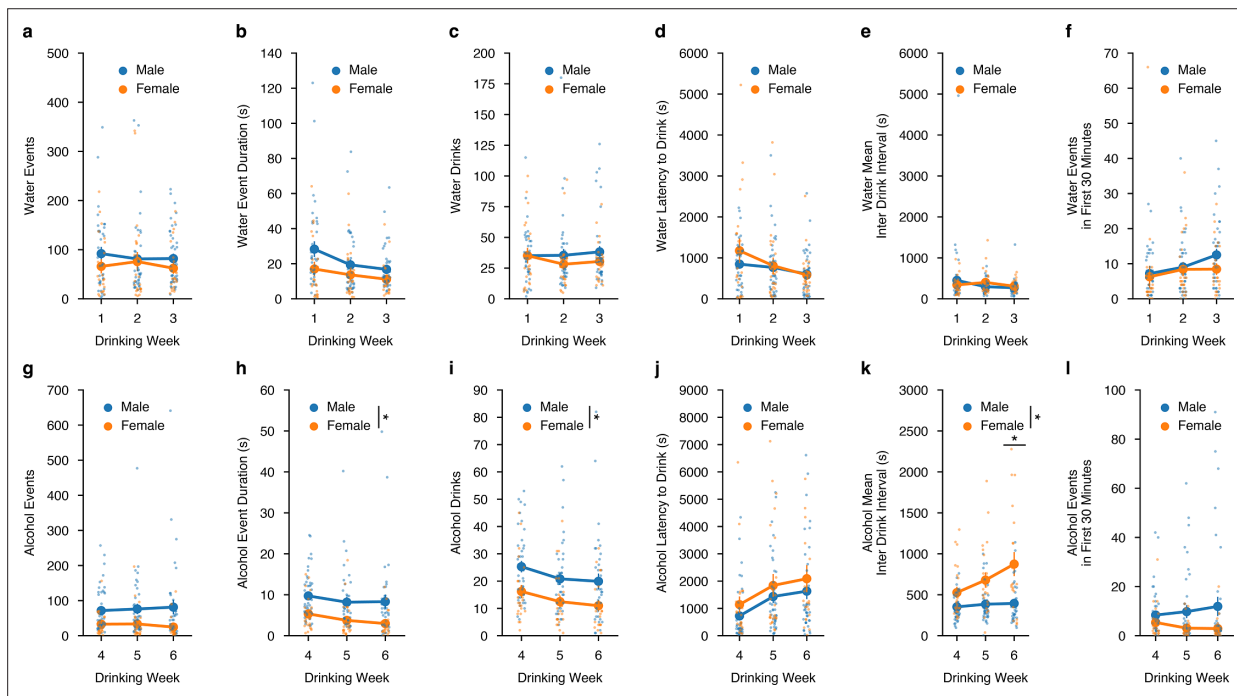 a
Water Events
500
400
300
200
100
0
Male
Female
1 2 3
Drinking Week
b
Water Event Duration (s)
140
120
100
80
60
40
20
0
Male
Female
1 2 3
Drinking Week
c
Water Drinks
200
175
150
125
100
75
50
25
0
Male
Female
1 2 3
Drinking Week
d
Water Latency to Drink (s)
6000
5000
4000
3000
2000
1000
0
Male
Female
1 2 3
Drinking Week
e
Water Mean
Inter Drink Interval (s)
6000
5000
4000
3000
2000
1000
0
Male
Female
1 2 3
Drinking Week
f
Water Events
in First 30 Minutes
70
60
50
40
30
20
10
0
Male
Female
1 2 3
Drinking Week
g
Alcohol Events
700
600
500
400
300
200
100
0
Male
Female
4 5 6
Drinking Week
h
Alcohol Event Duration (s)
60
50
40
30
20
10
0
Male
Female
*
4 5 6
Drinking Week
i
Alcohol Drinks
90
80
70
60
50
40
30
20
10
0
Male
Female
*
4 5 6
Drinking Week
j
Alcohol Latency to Drink (s)
9000
8000
7000
6000
5000
4000
3000
2000
1000
0
Male
Female
4 5 6
Drinking Week
k
Alcohol Mean
Inter Drink Interval (s)
3000
2500
2000
1500
1000
500
0
Male
Female
*
*
4 5 6
Drinking Week
l
Alcohol Events
in First 30 Minutes
100
80
60
40
20
0
Male
Female
4 5 6
Drinking Week